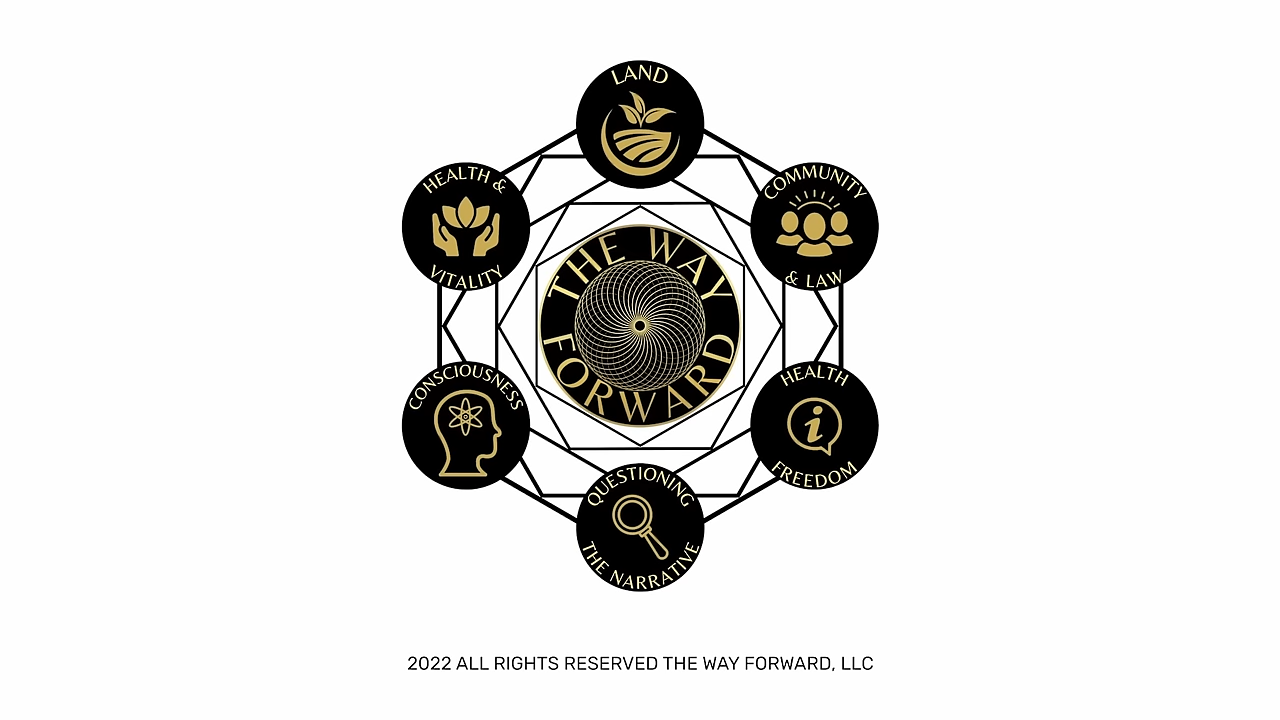 LAND
HEALTH &
VITALITY
COMMUNITY
& LAW
THE WAY
FORWARD
CONSCIOUSNESS
HEALTH
FREEDOM
QUESTIONING
THE NARRATIVE
2022 ALL RIGHTS RESERVED THE WAY FORWARD, LLC